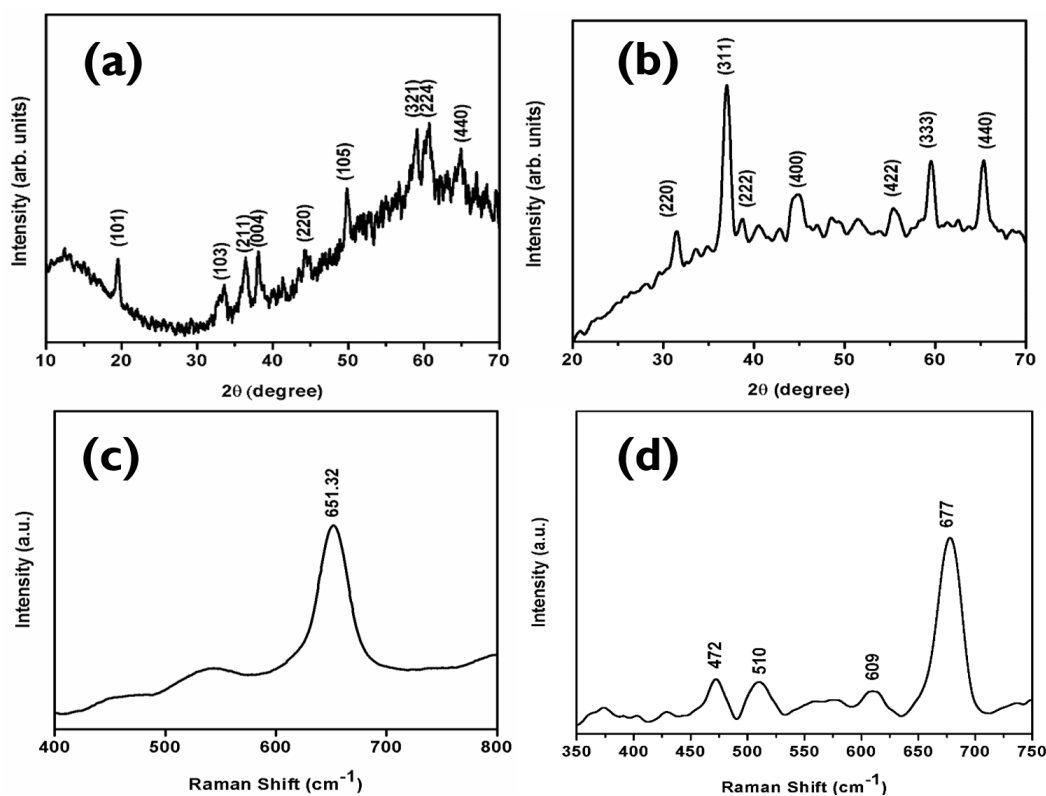 (a)
Intensity (arb. units)
(101)
(103)
(211)
(004)
(220)
(105)
(321)
(224)
(440)
10 20 30 40 50 60 70
2θ (degree)
(b)
Intensity (arb. units)
(220)
(311)
(222)
(400)
(422)
(333)
(440)
20 30 40 50 60 70
2θ (degree)
(c)
Intensity (a.u.)
651.32
400 500 600 700 800
Raman Shift (cm⁻¹)
(d)
Intensity (a.u.)
472
510
609
677
350 400 450 500 550 600 650 700 750
Raman Shift (cm⁻¹)